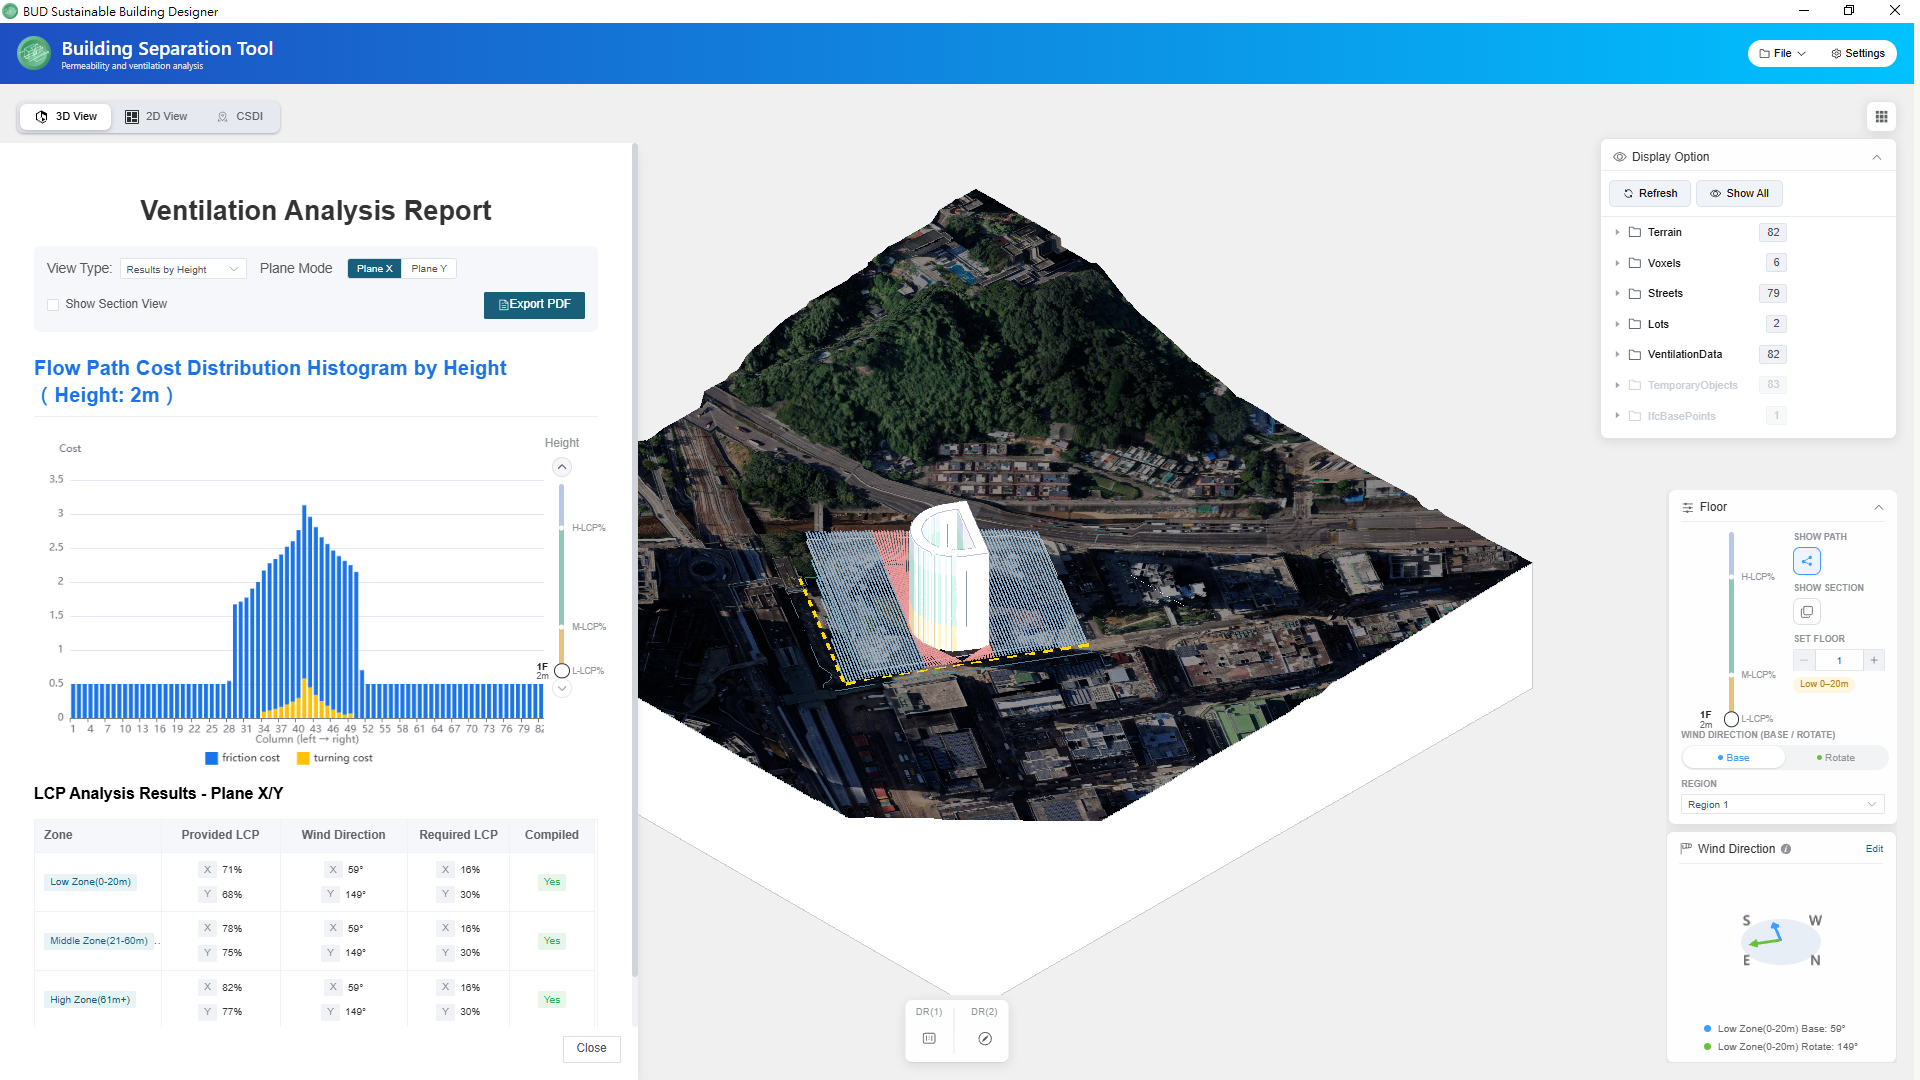 BUD Sustainable Building Designer
Building Separation Tool
Permeability and ventilation analysis
File
Settings
3D View
2D View
CSDI
Ventilation Analysis Report
View Type:
Results by Height
Plane Mode
Plane X
Plane Y
Show Section View
Export PDF
Flow Path Cost Distribution Histogram by Height
( Height: 2m )
Cost
Height
3.5
3
2.5
2
1.5
1
0.5
0
H-LCP%
M-LCP%
1F
2m
L-LCP%
1 4 7 10 13 16 19 22 25 28 31 34 37 40 43 46 49 52 55 58 61 64 67 70 73 76 79 82
Column (left → right)
friction cost
turning cost
LCP Analysis Results - Plane X/Y
Zone Provided LCP Wind Direction Required LCP Compiled
Low Zone(0-20m)
X 71% X 59° X 16%
Y 68% Y 149° Y 30%
Yes
Middle Zone(21-60m) ..
X 78% X 59° X 16%
Y 75% Y 149° Y 30%
Yes
High Zone(61m+)
X 82% X 59° X 16%
Y 77% Y 149° Y 30%
Yes
Close
DR(1)
DR(2)
Display Option
Refresh
Show All
Terrain 82
Voxels 6
Streets 79
Lots 2
VentilationData 82
TemporaryObjects 83
IfcBasePoints 1
Floor
SHOW PATH
H-LCP%
SHOW SECTION
SET FLOOR
− 1 +
M-LCP%
Low 0–20m
1F
2m
L-LCP%
WIND DIRECTION (BASE / ROTATE)
Base
Rotate
REGION
Region 1
Wind Direction
Edit
S W
E N
Low Zone(0-20m) Base: 59°
Low Zone(0-20m) Rotate: 149°